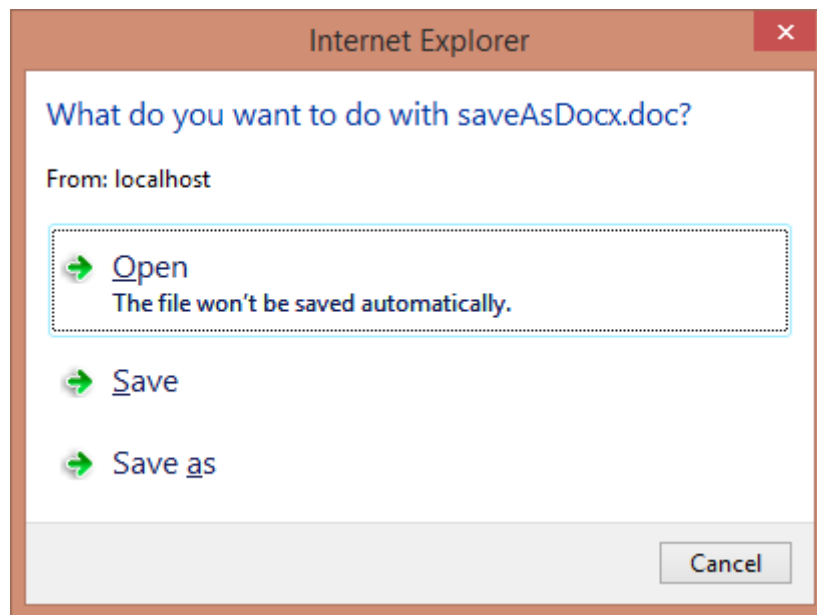 Internet Explorer
What do you want to do with saveAsDocx.doc?
From: localhost
Open
The file won't be saved automatically.
Save
Save as
Cancel